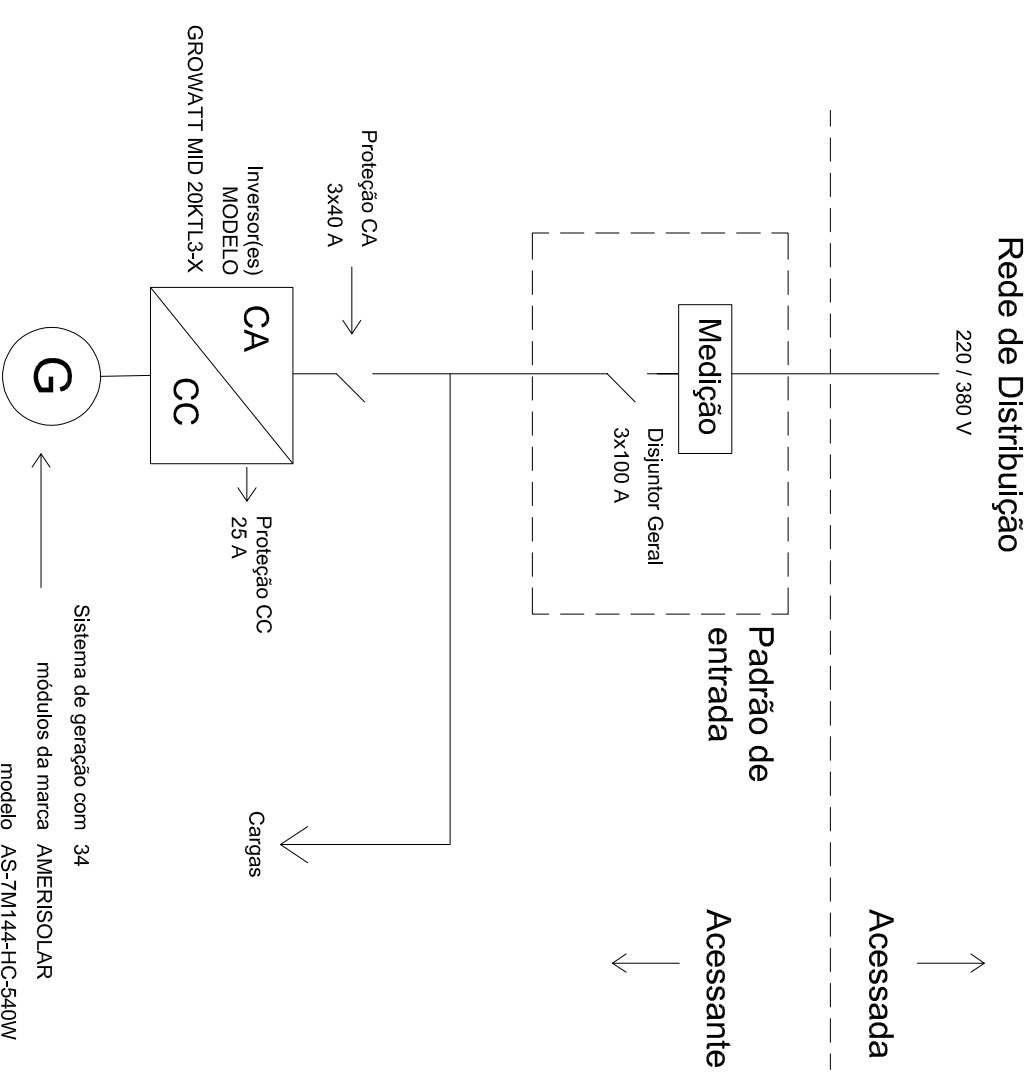 Rede de Distribuição
220 / 380 V
Acessada
Acessante
Padrão de
entrada
Medição
Disjuntor Geral
3x100 A
Proteção CA
3x40 A
Inversor(es)
MODELO
GROWATT MID 20KTL3-X
CA
CC
Proteção CC
25 A
Cargas
G
Sistema de geração com 34
módulos da marca AMERISOLAR
modelo AS-7M144-HC-540W